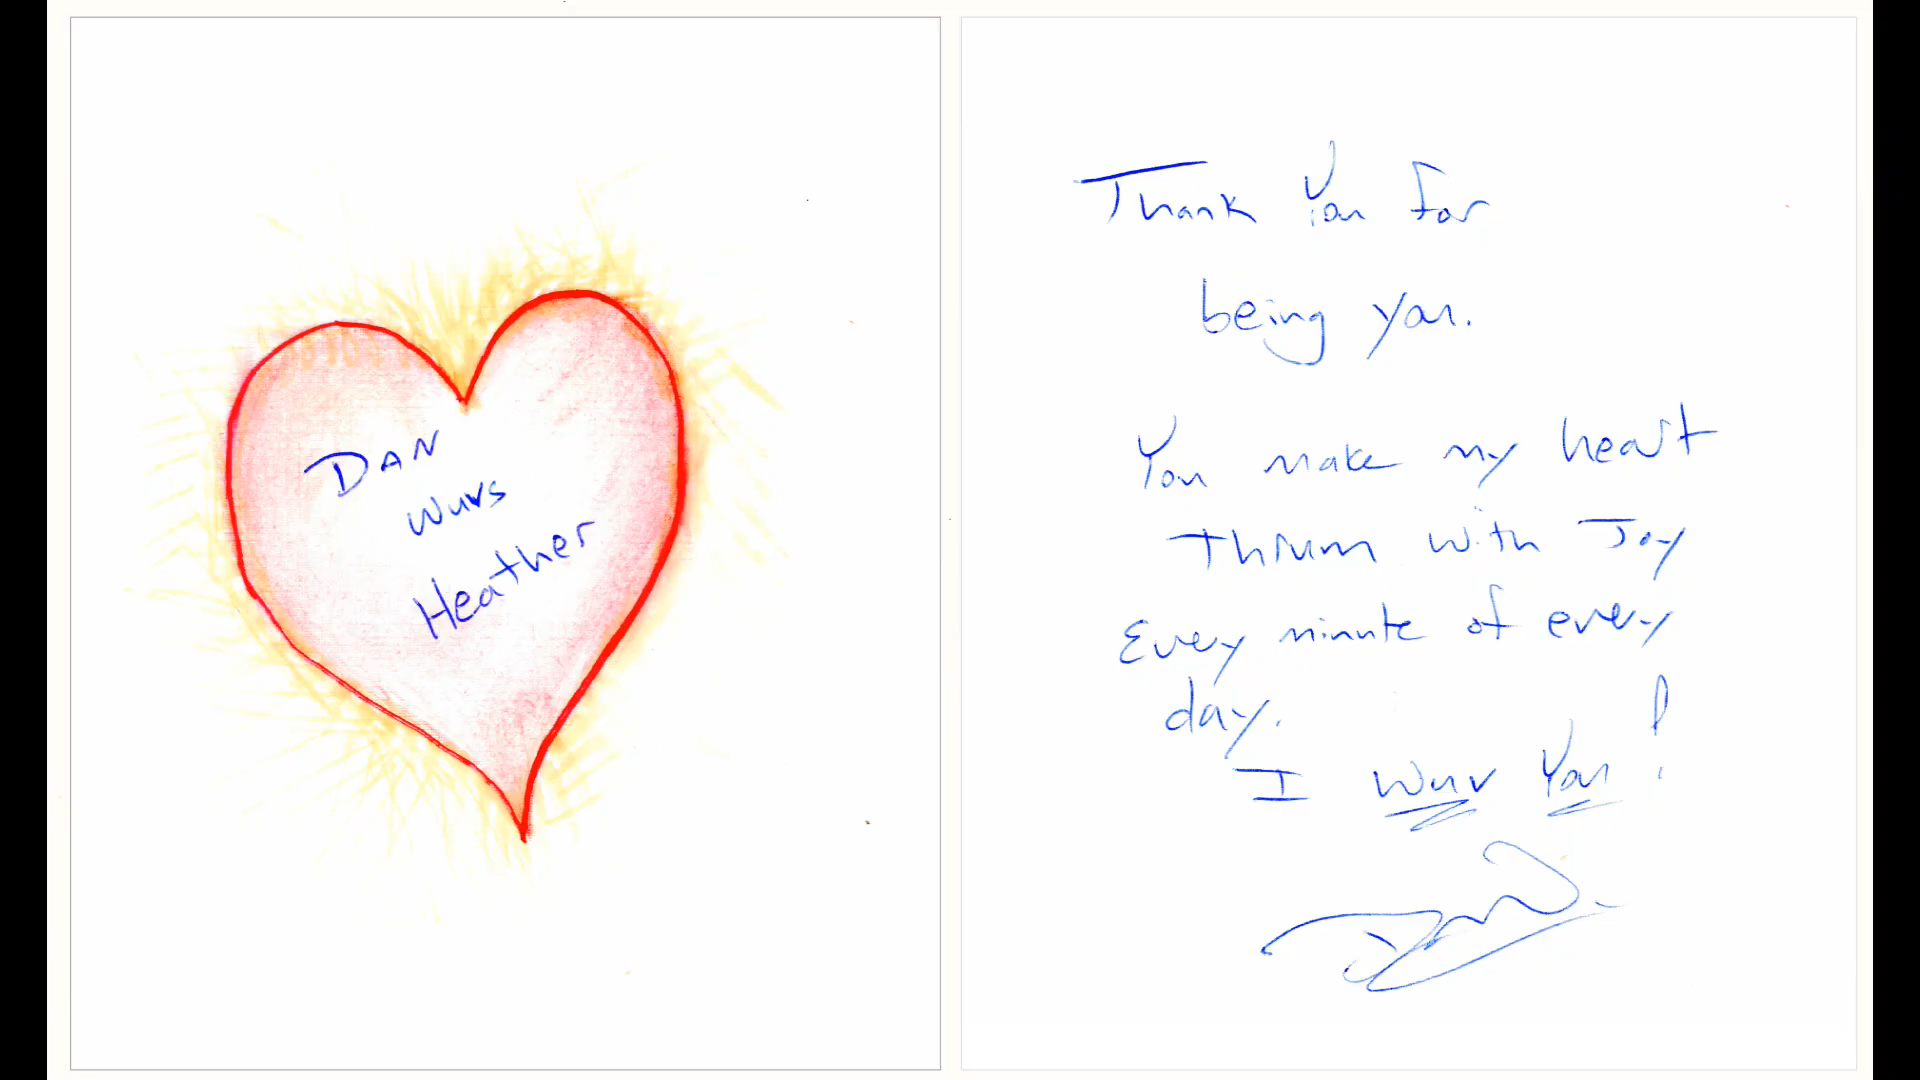 DAN
wuvs
Heather
Thank You for
being you.
You make my heart
Thrum with Joy
Every minute of every
day.
I wuv You!
Dan